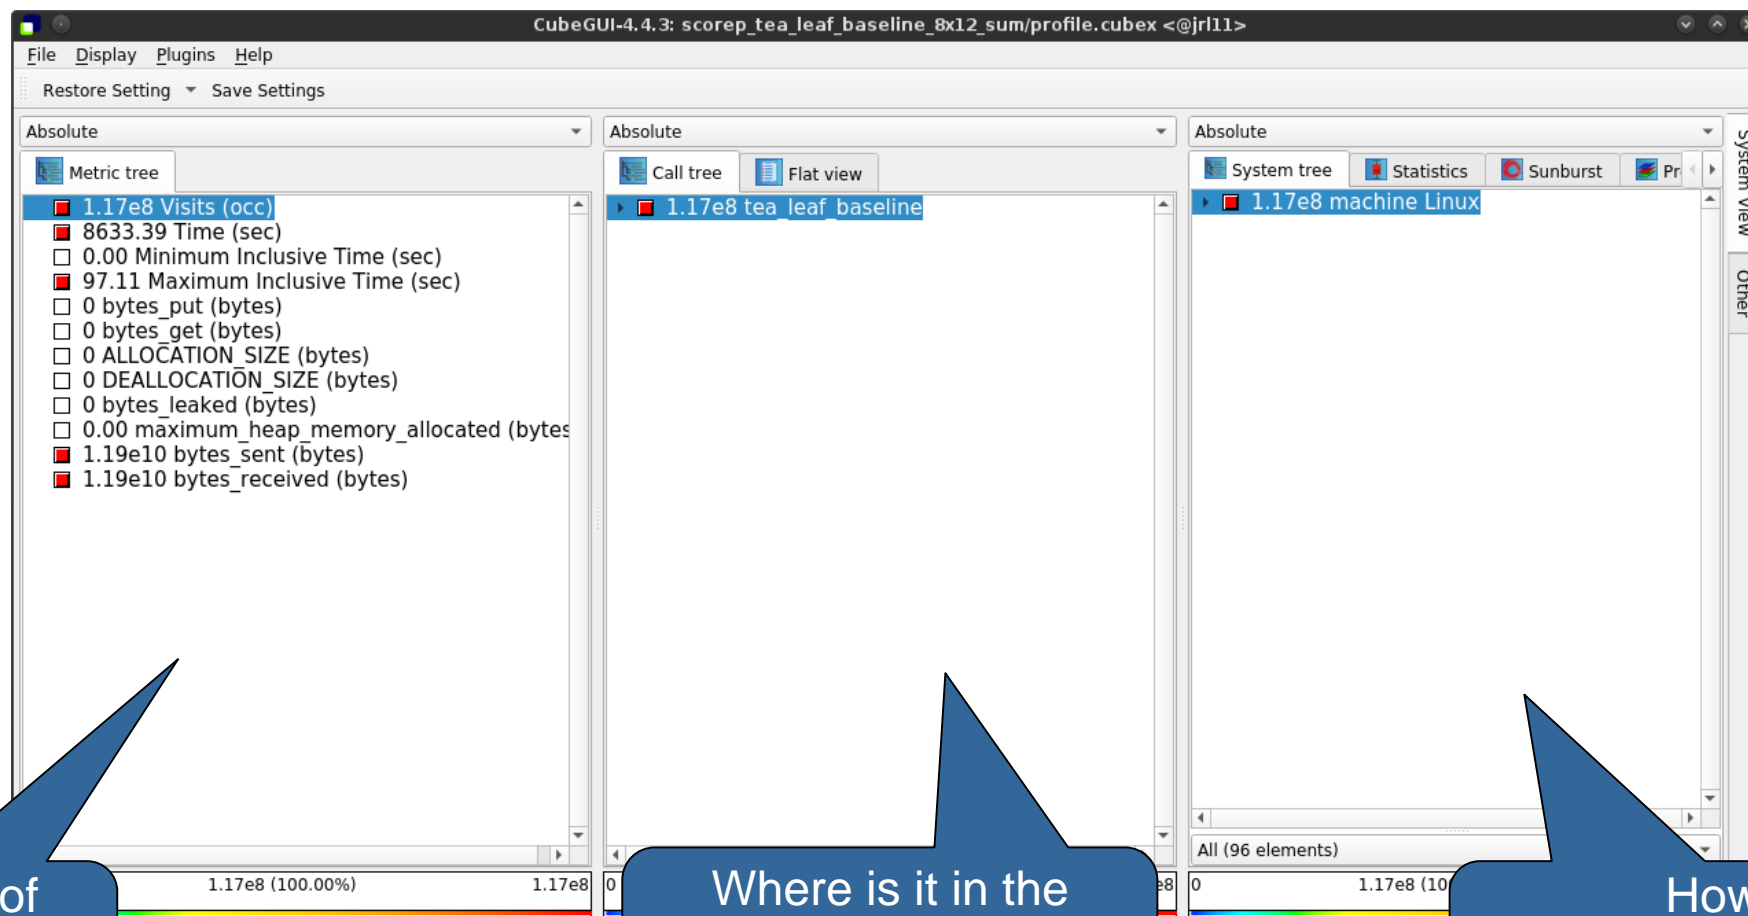 CubeGUI-4.4.3: scorep_tea_leaf_baseline_8x12_sum/profile.cubex <@jrl11>
File Display Plugins Help
Restore Setting Save Settings
Absolute
Metric tree
1.17e8 Visits (occ)
8633.39 Time (sec)
0.00 Minimum Inclusive Time (sec)
97.11 Maximum Inclusive Time (sec)
0 bytes_put (bytes)
0 bytes_get (bytes)
0 ALLOCATION_SIZE (bytes)
0 DEALLOCATION_SIZE (bytes)
0 bytes_leaked (bytes)
0.00 maximum_heap_memory_allocated (bytes
1.19e10 bytes_sent (bytes)
1.19e10 bytes_received (bytes)
1.17e8 (100.00%) 1.17e8
of
Absolute
Call tree Flat view
1.17e8 tea_leaf_baseline
0 e8
Where is it in the
Absolute
System tree Statistics Sunburst Pr
1.17e8 machine Linux
All (96 elements)
0 1.17e8 (10
How
System View
Other